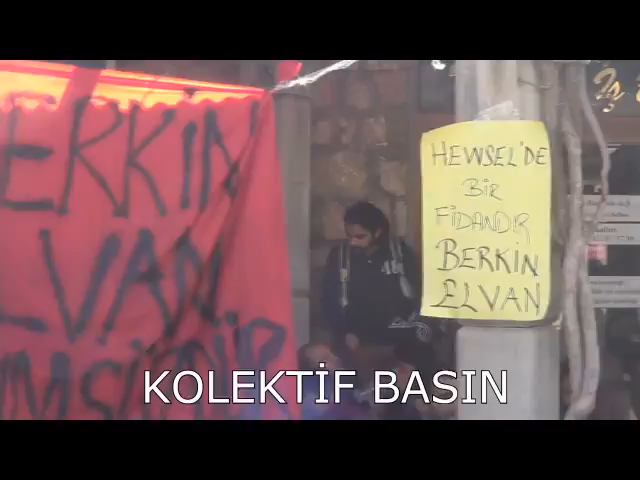 ERKİN
LVAN
HEWSEL'DE
BİR
FİDANDIR
BERKİN
ELVAN
KOLEKTİF BASIN